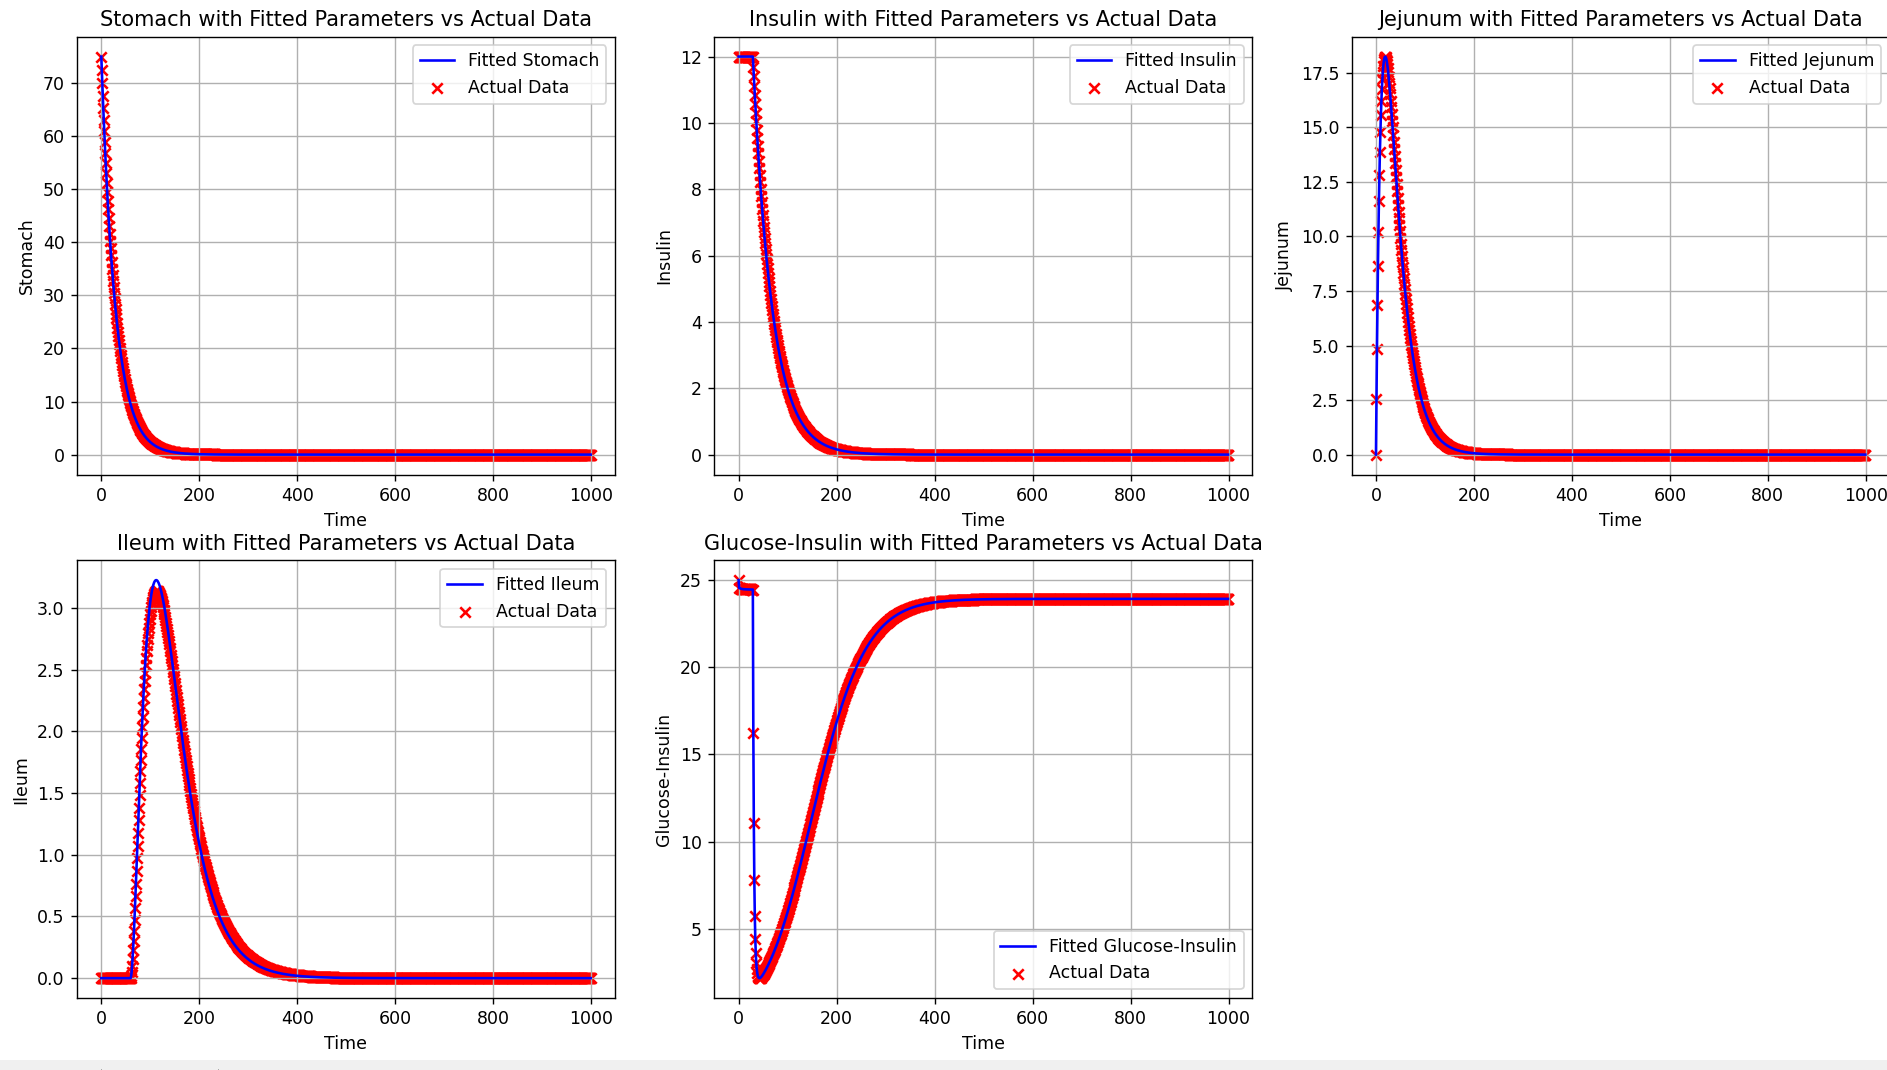 Stomach with Fitted Parameters vs Actual Data
Fitted Stomach
Actual Data
70
60
50
40
30
20
10
0
Stomach
0 200 400 600 800 1000
Time
Insulin with Fitted Parameters vs Actual Data
Fitted Insulin
Actual Data
12
10
8
6
4
2
0
Insulin
0 200 400 600 800 1000
Time
Jejunum with Fitted Parameters vs Actual Data
Fitted Jejunum
Actual Data
17.5
15.0
12.5
10.0
7.5
5.0
2.5
0.0
Jejunum
0 200 400 600 800 1000
Time
Ileum with Fitted Parameters vs Actual Data
Fitted Ileum
Actual Data
3.0
2.5
2.0
1.5
1.0
0.5
0.0
Ileum
0 200 400 600 800 1000
Time
Glucose-Insulin with Fitted Parameters vs Actual Data
25
20
15
10
5
Glucose-Insulin
Fitted Glucose-Insulin
Actual Data
0 200 400 600 800 1000
Time